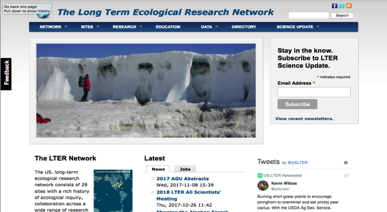 Go back one page
Pull down to show history
The Long Term Ecological Research Network
Search
NETWORK SITES RESEARCH EDUCATION DATA DIRECTORY SCIENCE UPDATE
Feedback
Stay in the know.
Subscribe to LTER
Science Update.
* indicates required
Email Address *
Subscribe
View recent newsletters.
The LTER Network
The US. long-term
ecological research
network consists of 28
sites with a rich history
of ecological inquiry,
collaboration across a
wide range of research
Latest
News Jobs
2017 AGU Abstracts
Wed, 2017-11-08 15:39
2018 LTER All Scientists'
Meeting
Thu, 2017-10-26 11:42
Tweets by @USLTER
US LTER Retweeted
Kevin Wilcox
Burning short grass prairie to encourage
pronghorn to overwinter and eat prickly pear
cactus. With the USDA Ag Res. Service-